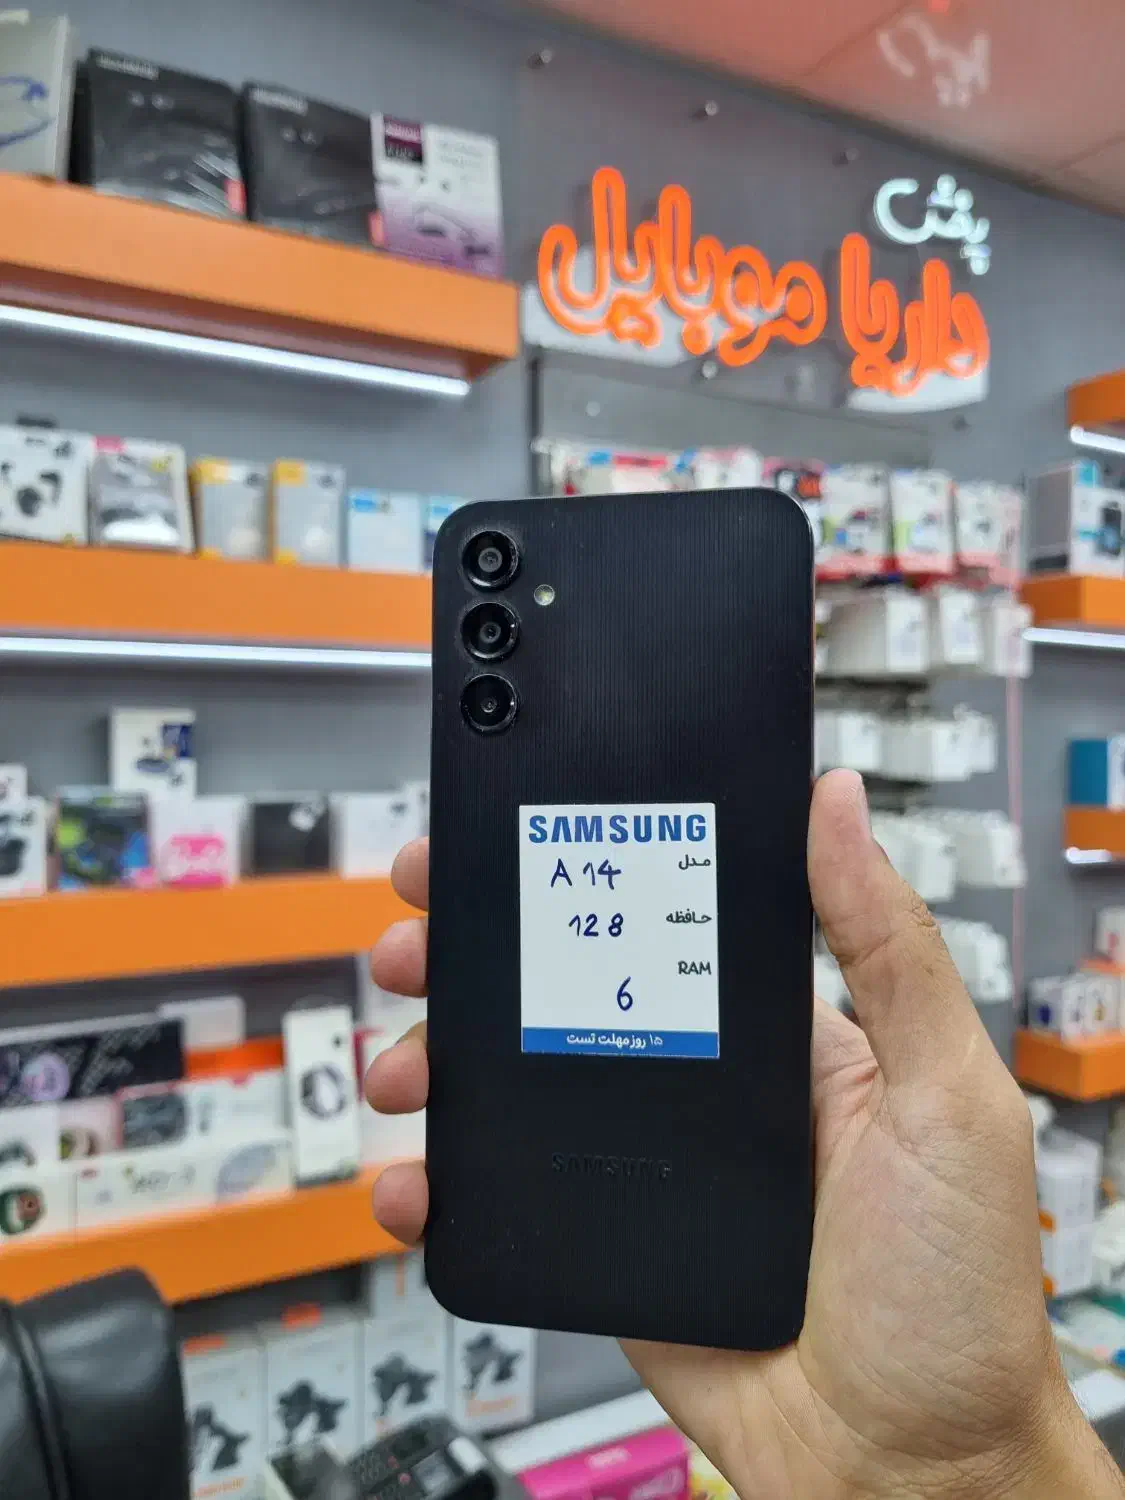 پخش
داریا موبایل
SAMSUNG
مدل
A 14
حافظه
128
RAM
6
۱۵ روز مهلت تست
SAMSUNG